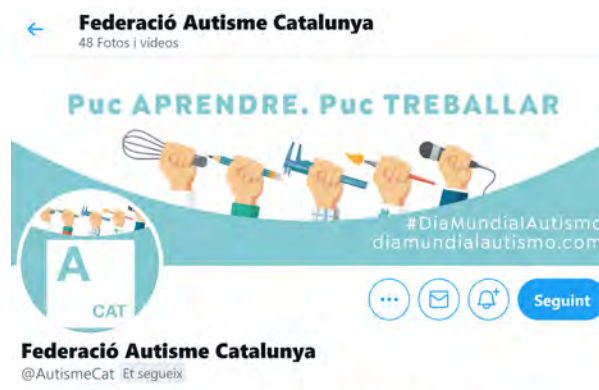 Federació Autisme Catalunya
48 Fotos i vídeos
Puc APRENDRE. Puc TREBALLAR
#DiaMundialAutismo
diamundialautismo.com
A
CAT
Seguint
Federació Autisme Catalunya
@AutismeCat Et segueix